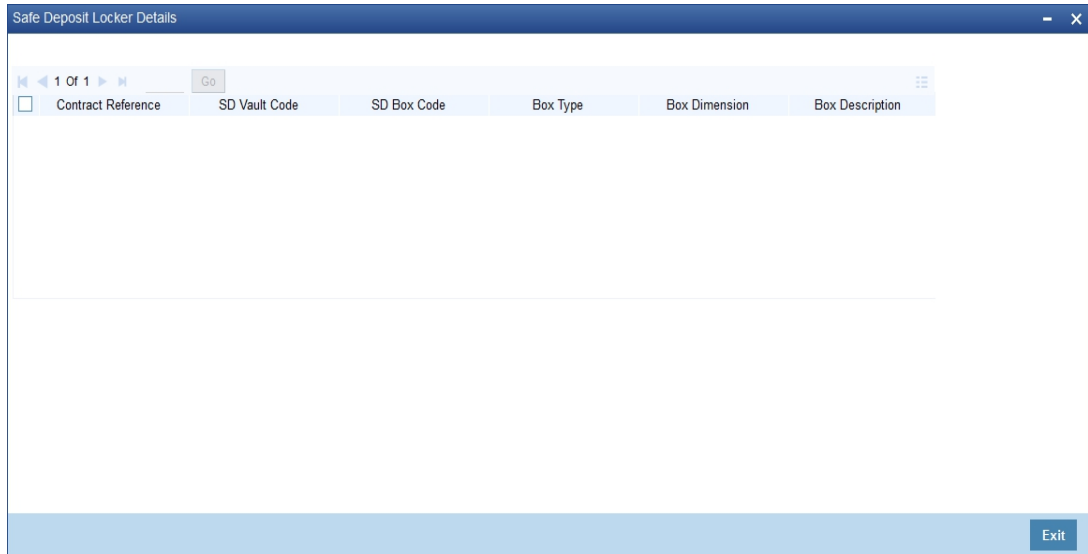 Safe Deposit Locker Details
1 Of 1 Go
Contract Reference SD Vault Code SD Box Code Box Type Box Dimension Box Description
Exit